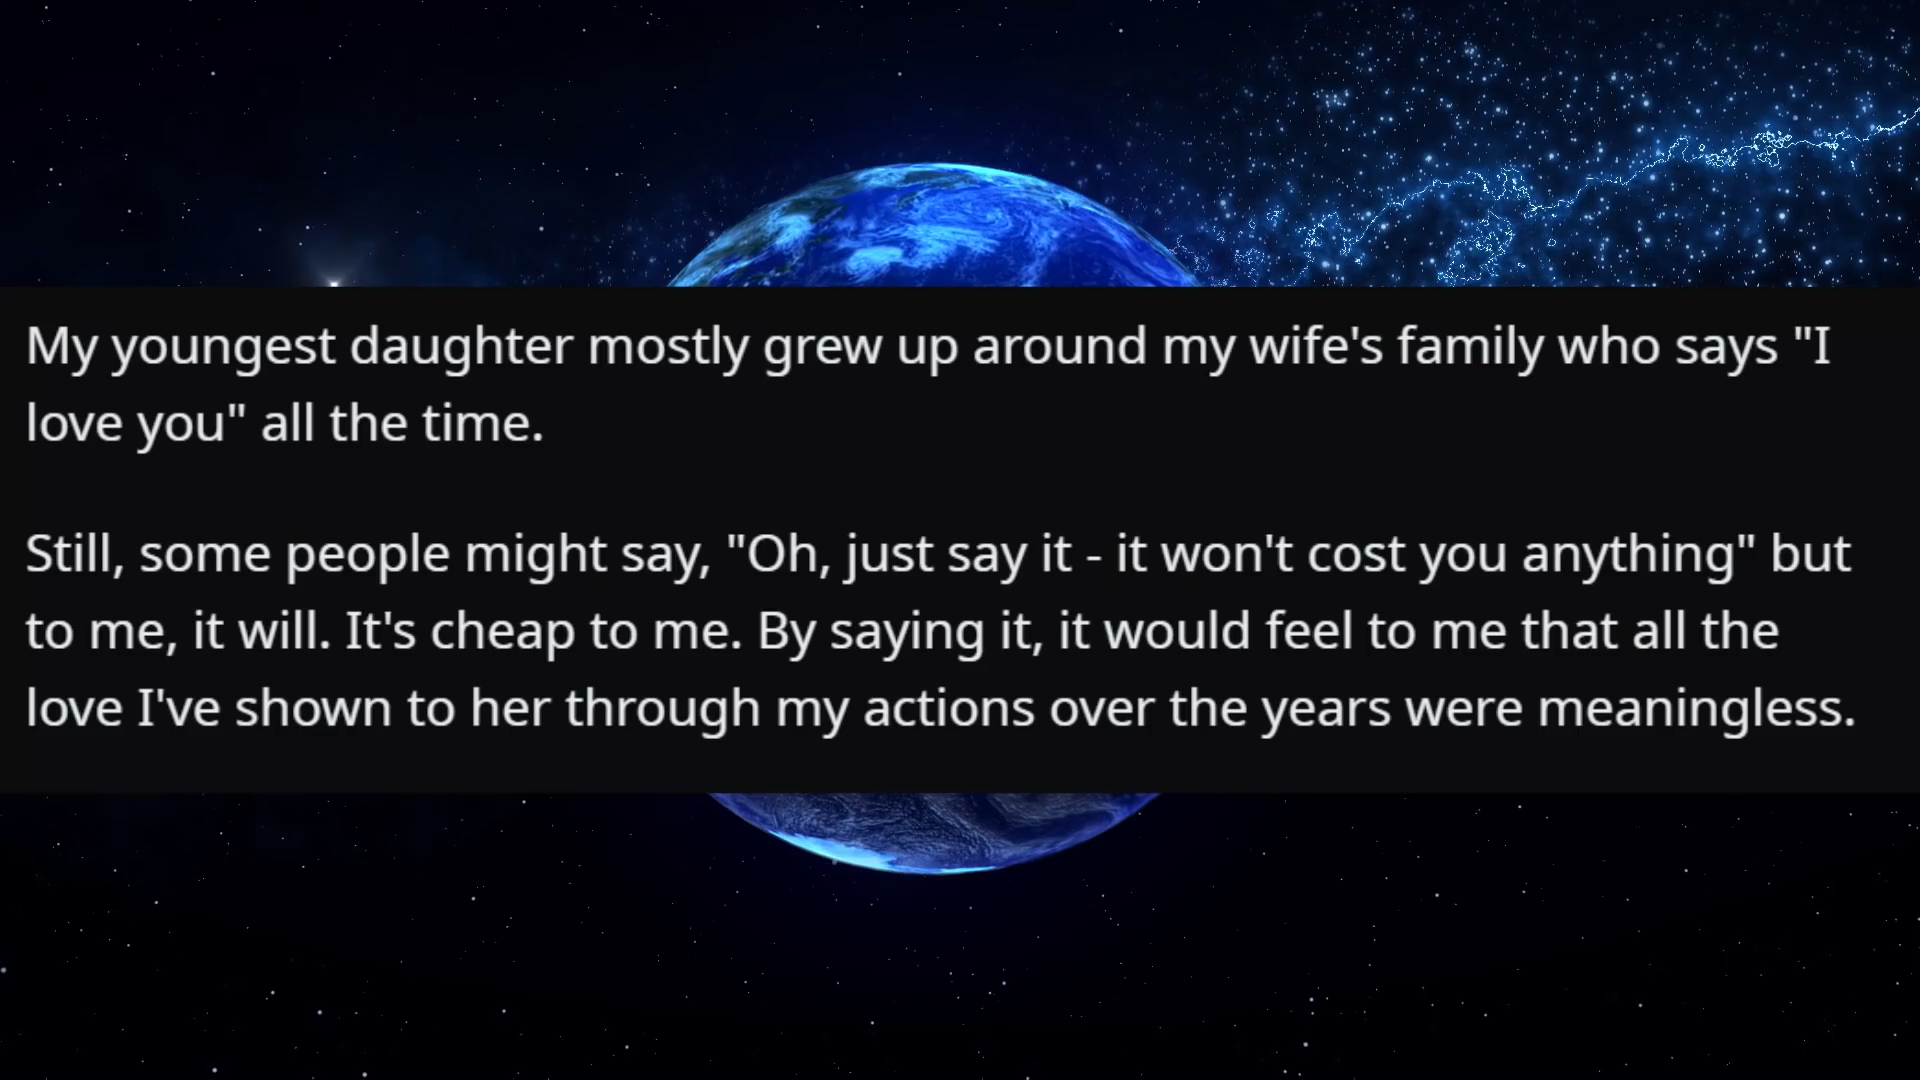 My youngest daughter mostly grew up around my wife's family who says "I
love you" all the time.
Still, some people might say, "Oh, just say it - it won't cost you anything" but
to me, it will. It's cheap to me. By saying it, it would feel to me that all the
love I've shown to her through my actions over the years were meaningless.